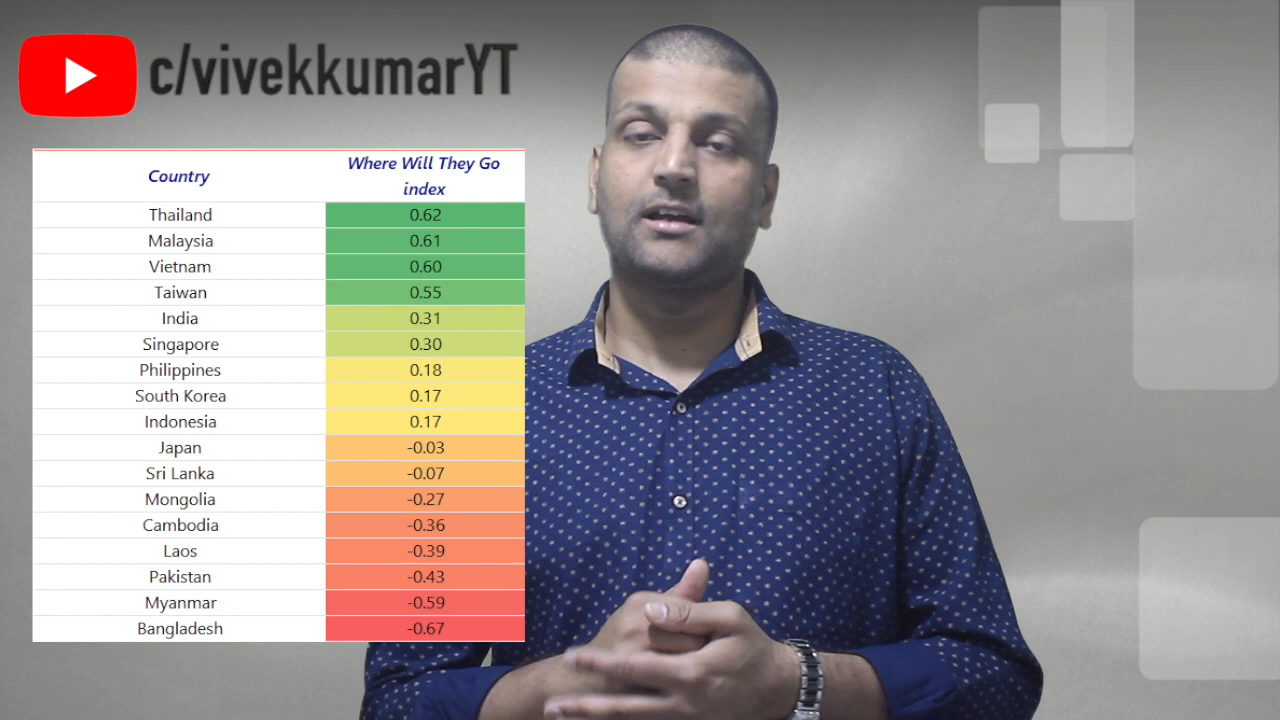 c/vivekkumarYT
Country Where Will They Go index
Thailand 0.62
Malaysia 0.61
Vietnam 0.60
Taiwan 0.55
India 0.31
Singapore 0.30
Philippines 0.18
South Korea 0.17
Indonesia 0.17
Japan -0.03
Sri Lanka -0.07
Mongolia -0.27
Cambodia -0.36
Laos -0.39
Pakistan -0.43
Myanmar -0.59
Bangladesh -0.67